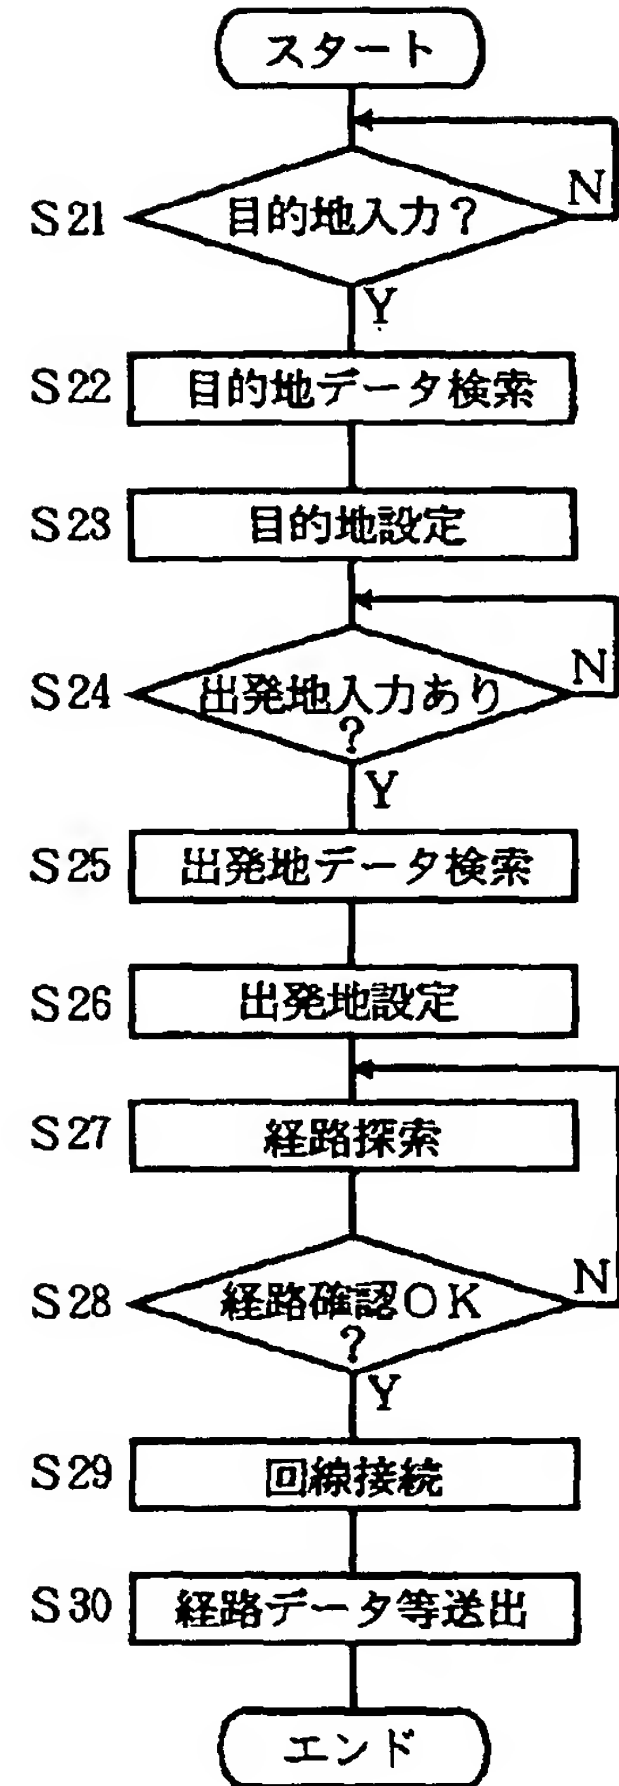 スタート
N
S21 目的地入力？
Y
S22 目的地データ検索
S23 目的地設定
N
S24 出発地入力あり
？
Y
S25 出発地データ検索
S26 出発地設定
S27 経路探索
N
S28 経路確認OK
？
Y
S29 回線接続
S30 経路データ等送出
エンド